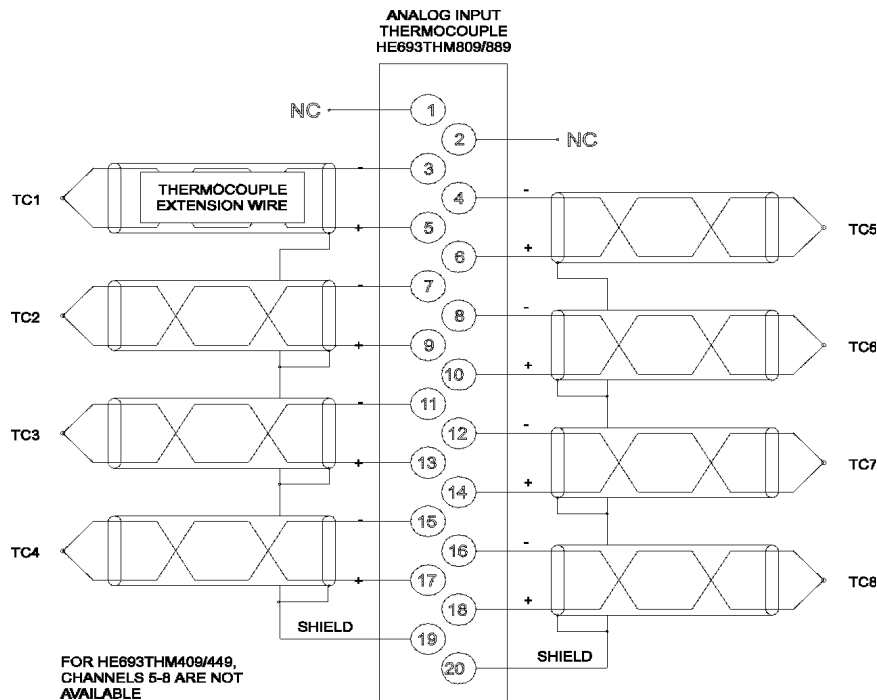 ANALOG INPUT
THERMOCOUPLE
HE693THM809/889
NC
1
2
NC
TC1
THERMOCOUPLE
EXTENSION WIRE
-
3
4
-
+
5
6
+
TC5
TC2
-
7
8
-
+
9
10
+
TC6
TC3
-
11
12
-
+
13
14
+
TC7
TC4
-
15
16
-
+
17
18
+
TC8
SHIELD
19
20
SHIELD
FOR HE693THM409/449,
CHANNELS 5-8 ARE NOT
AVAILABLE